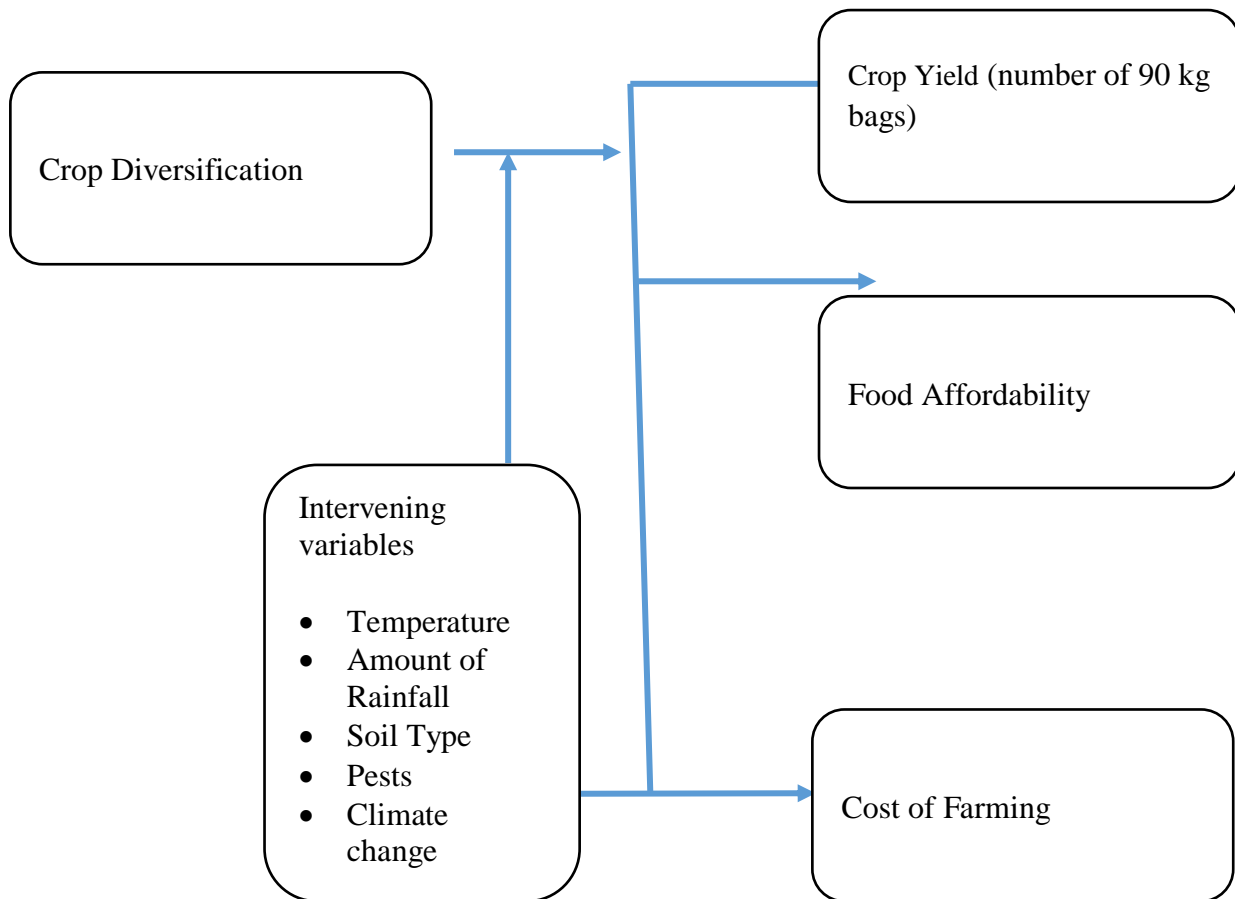 Crop Diversification
Crop Yield (number of 90 kg
bags)
Food Affordability
Intervening
variables
• Temperature
• Amount of
Rainfall
• Soil Type
• Pests
• Climate
change
Cost of Farming